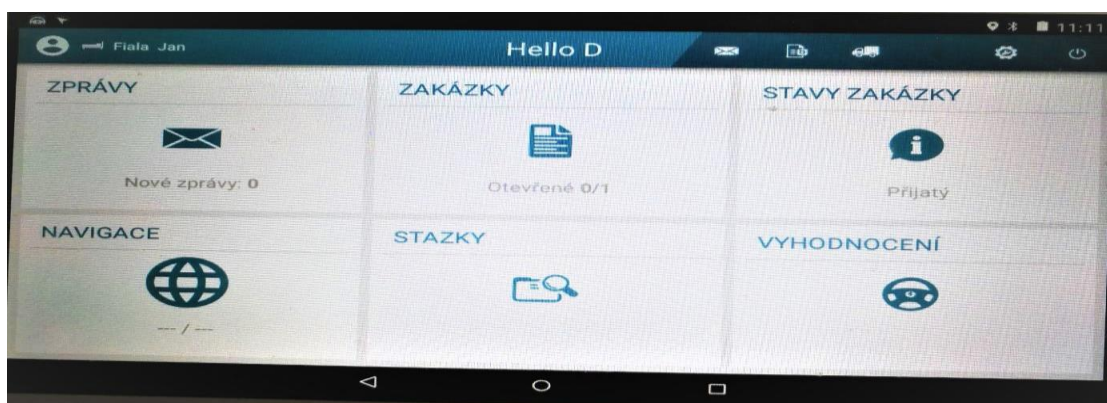 11:11
Fiala Jan
Hello D
ZPRÁVY
ZAKÁZKY
STAVY ZAKÁZKY
Nové zprávy: 0
Otevřené 0/1
Přijatý
NAVIGACE
STAZKY
VYHODNOCENÍ
--- / ---